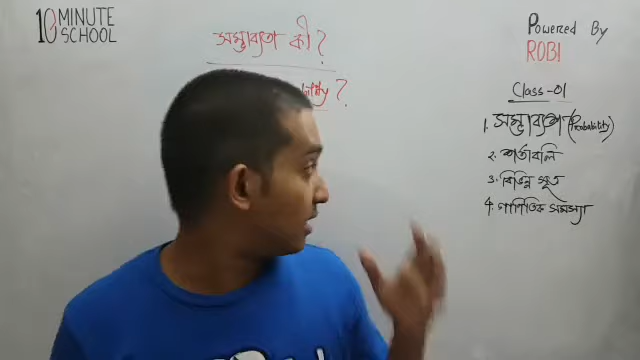 10 MINUTE
SCHOOL
সম্ভাব্যতা কী?
Powered By
ROBI
Class-01
1. সম্ভাব্যতা (Probability)
২. শর্তাবলি
3. বিভিন্ন সূত্র
4. গাণিতিক সমস্যা